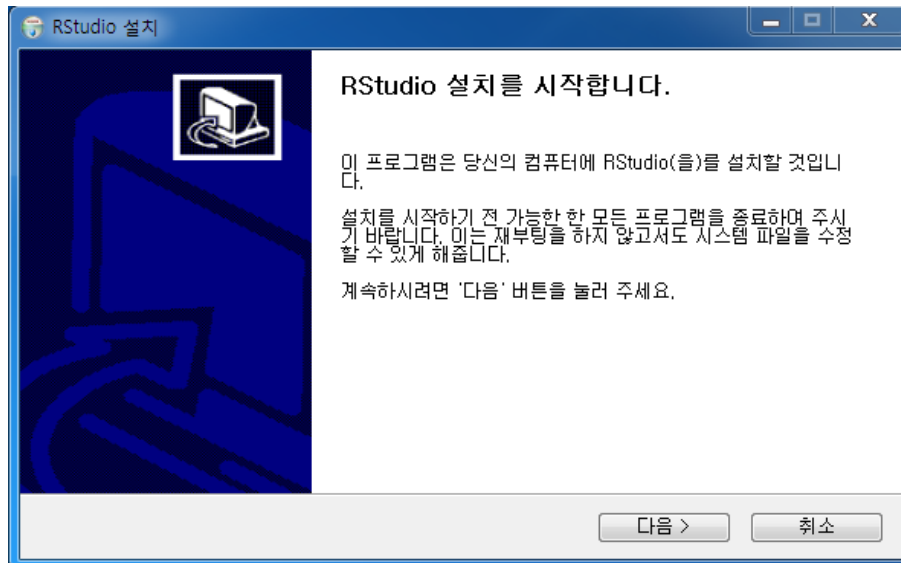 RStudio 설치
RStudio 설치를 시작합니다.
이 프로그램은 당신의 컴퓨터에 RStudio(을)를 설치할 것입니
다.
설치를 시작하기 전 가능한 한 모든 프로그램을 종료하여 주시
기 바랍니다. 이는 재부팅을 하지 않고서도 시스템 파일을 수정
할 수 있게 해줍니다.
계속하시려면 '다음' 버튼을 눌러 주세요.
다음 >
취소